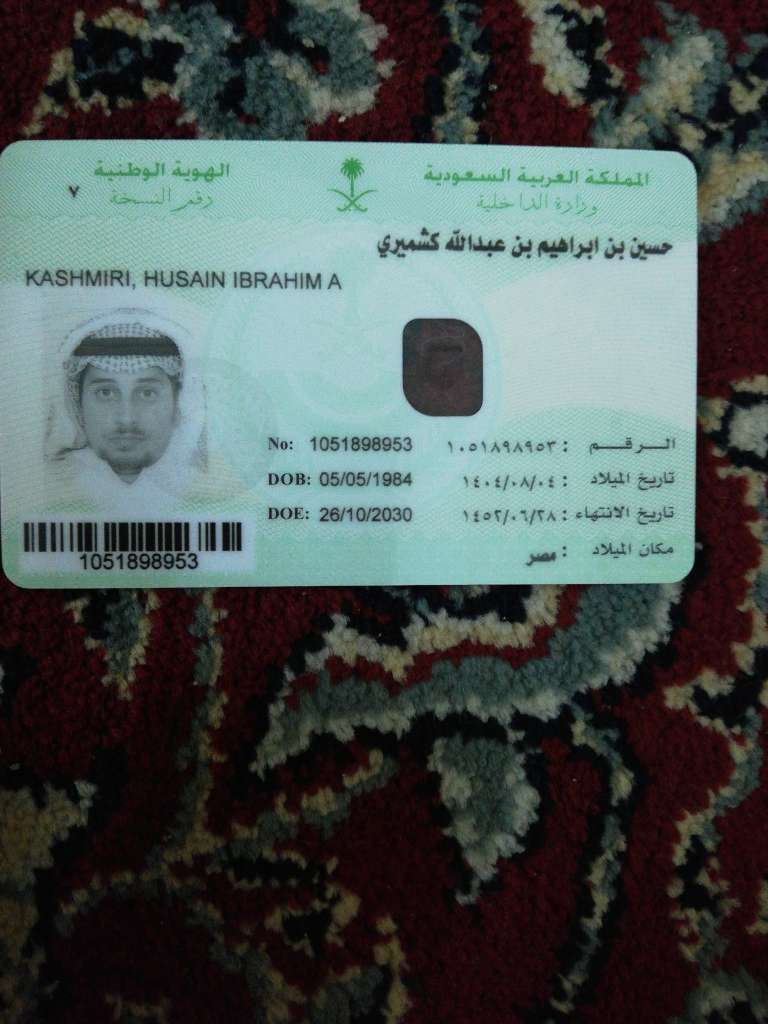 المملكة العربية السعودية
وزارة الداخلية
الهوية الوطنية
رقم النسخة ٧
حسين بن ابراهيم بن عبدالله كشميري
KASHMIRI, HUSAIN IBRAHIM A
الـــرقـــم : ١٠٥١٨٩٨٩٥٣ No: 1051898953
تاريخ الميلاد : ١٤٠٤/٠٨/٠٤ DOB: 05/05/1984
تاريخ الانتهاء : ١٤٥٢/٠٦/٢٨ DOE: 26/10/2030
مكان الميلاد : مصر
1051898953